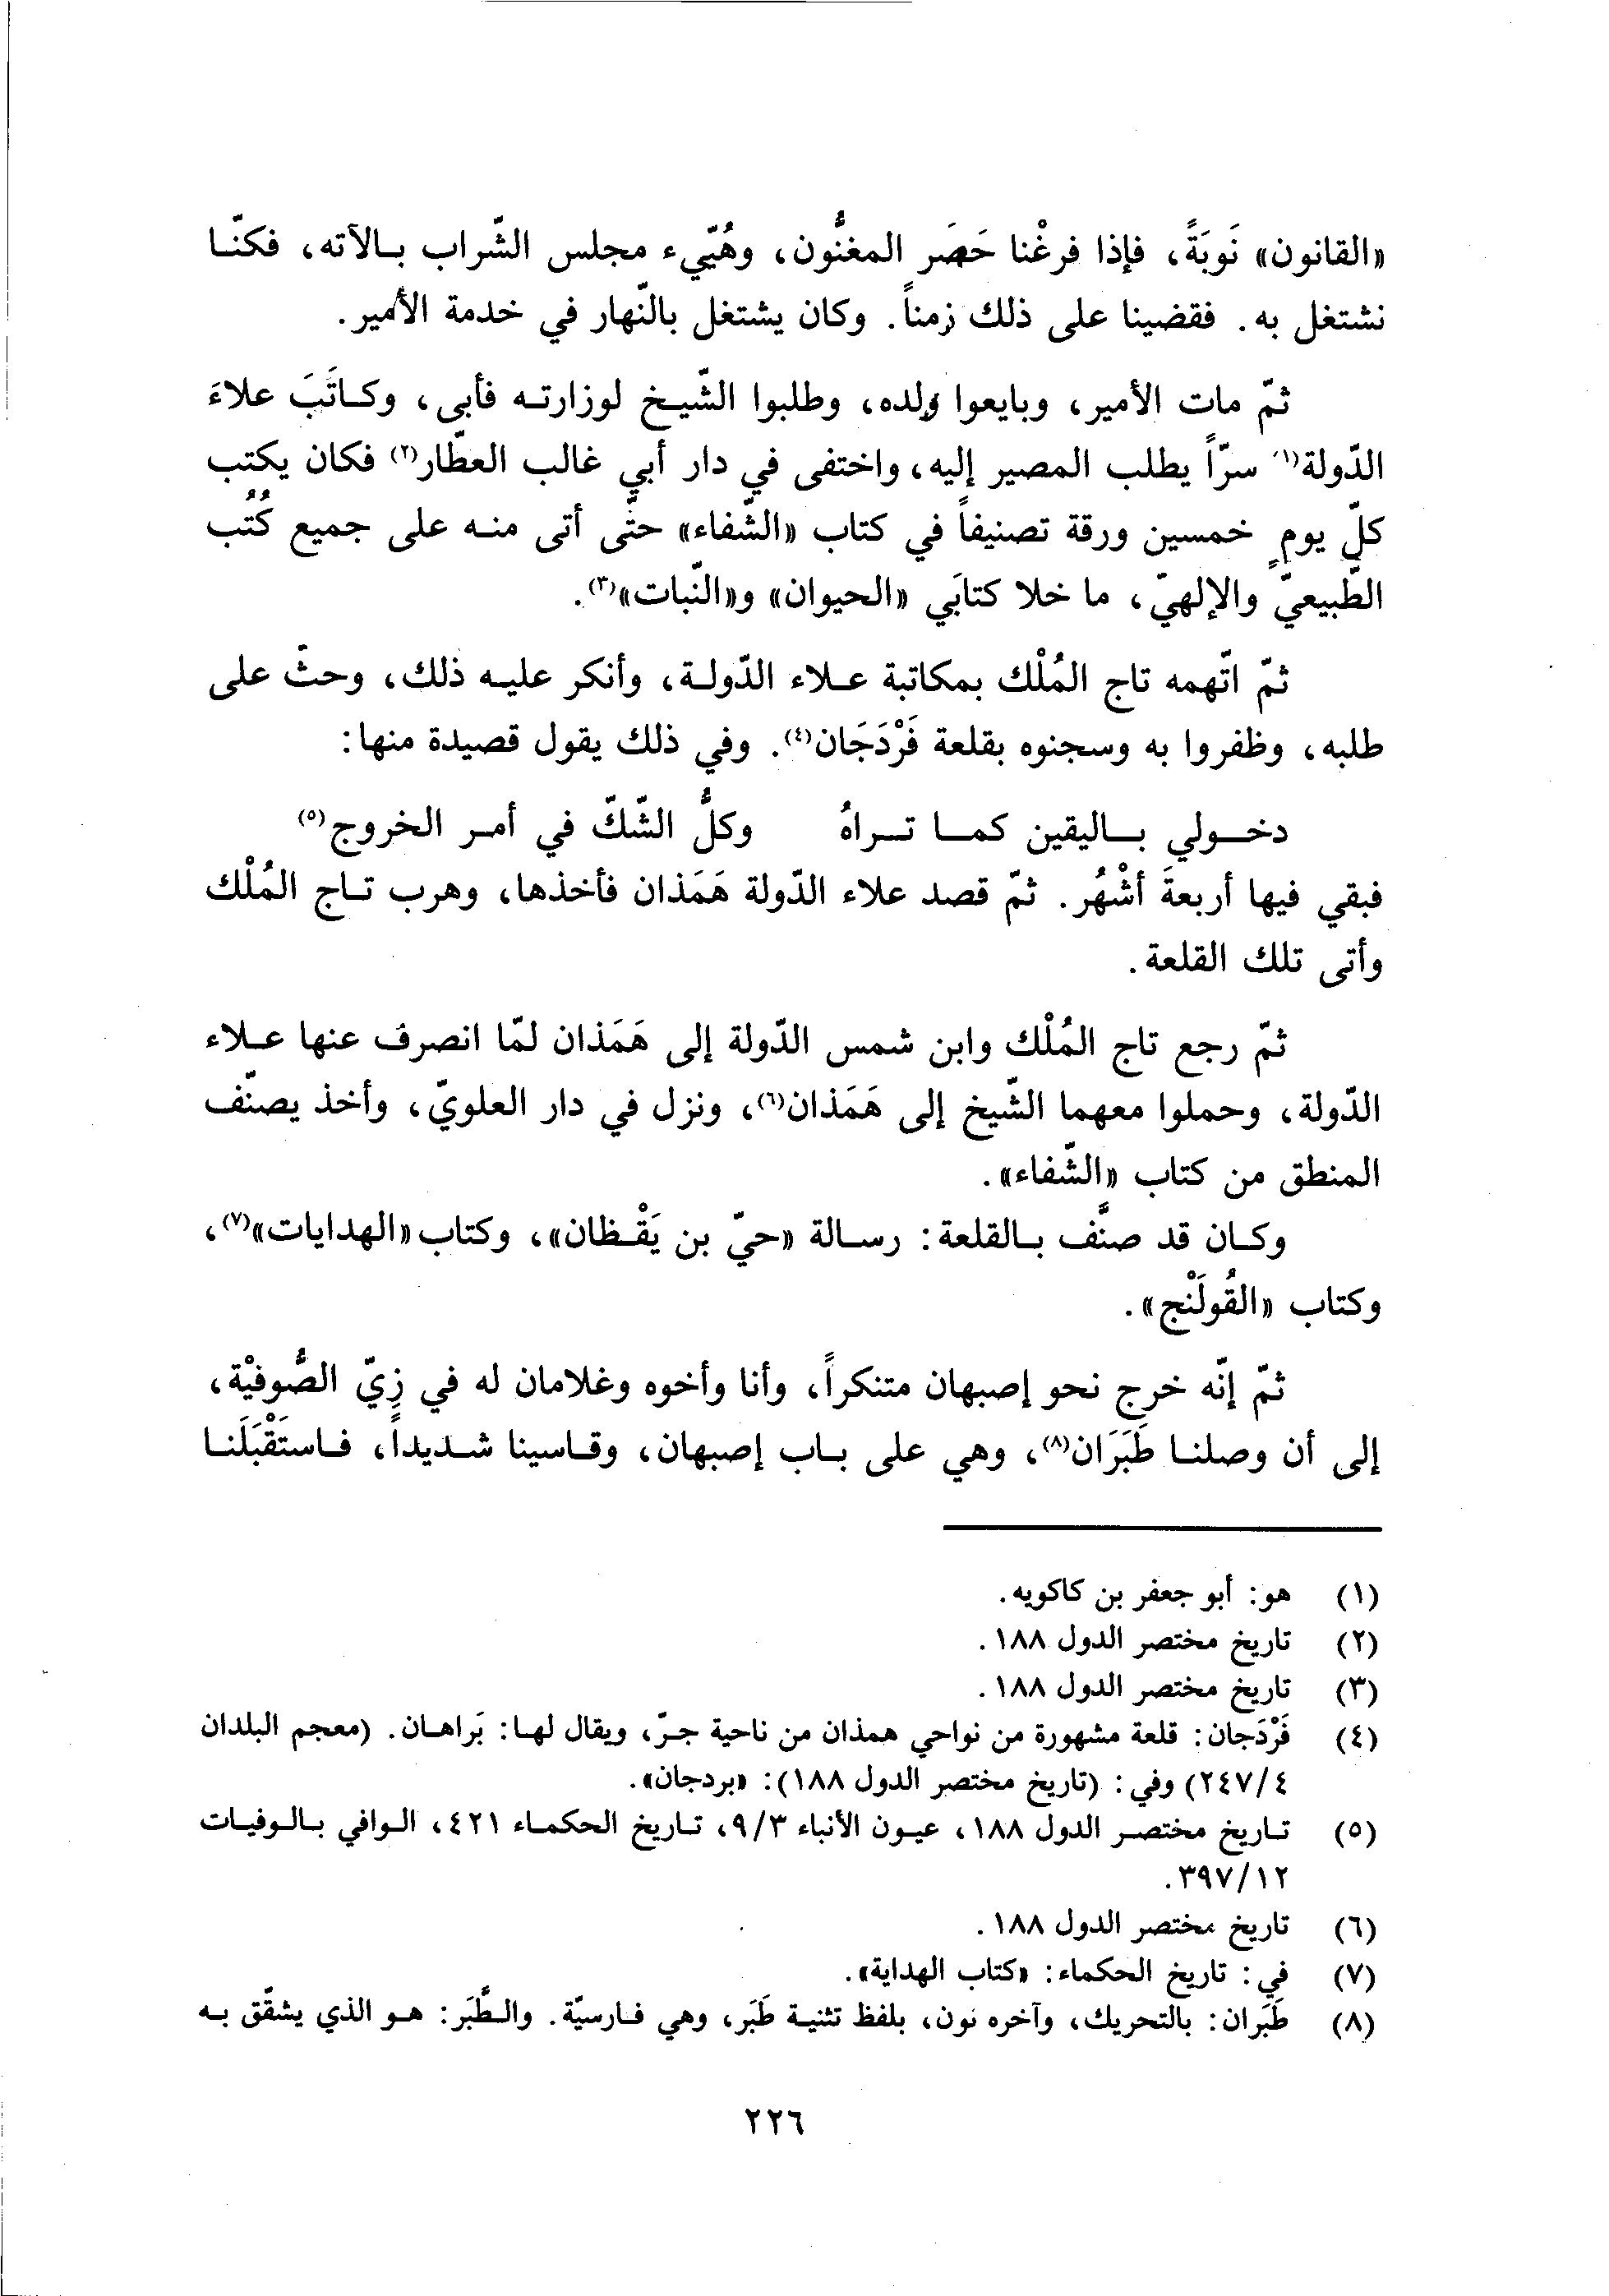 «القانون» نَوبَةً، فإذا فرغْنا حَضَر المغنُّون، وهُيّيء مجلس الشّراب بالآته، فكنّا
نشتغل به. فقضينا على ذلك زمناً. وكان يشتغل بالنّهار في خدمة الأمير.
ثمّ مات الأمير، وبايعوا ولده، وطلبوا الشّيخ لوزارته فأبى، وكاتَبَ علاءَ
الدّولة(١) سرّاً يطلب المصير إليه، واختفى في دار أبي غالب العطّار(٢) فكان يكتب
كلّ يومٍ خمسين ورقة تصنيفاً في كتاب «الشّفاء» حتّى أتى منه على جميع كُتُب
الطّبيعيّ والإلهيّ، ما خلا كتابَي «الحيوان» و«النّبات»(٣).
ثمّ اتّهمه تاج المُلْك بمكاتبة علاء الدّولة، وأنكر عليه ذلك، وحثّ على
طلبه، وظفروا به وسجنوه بقلعة فَرْدَجَان(٤). وفي ذلك يقول قصيدة منها:
دخولي باليقين كما تراهُ وكلُّ الشّكّ في أمر الخروج(٥)
فبقي فيها أربعةَ أشْهُر. ثمّ قصد علاء الدّولة هَمَذان فأخذها، وهرب تاج المُلْك
وأتى تلك القلعة.
ثمّ رجع تاج المُلْك وابن شمس الدّولة إلى هَمَذان لمّا انصرف عنها علاء
الدّولة، وحملوا معهما الشّيخ إلى هَمَذان(٦)، ونزل في دار العلويّ، وأخذ يصنّف
المنطق من كتاب «الشّفاء».
وكان قد صنَّف بالقلعة: رسالة «حيّ بن يَقْظان»، وكتاب «الهدايات»(٧)،
وكتاب «القُولَنْج».
ثمّ إنّه خرج نحو إصبهان متنكراً، وأنا وأخوه وغلامان له في زِيّ الصُّوفيْة،
إلى أن وصلنا طَبَرَان(٨)، وهي على باب إصبهان، وقاسينا شديداً، فاستَقْبَلَنا
(١) هو: أبو جعفر بن كاكويه.
(٢) تاريخ مختصر الدول ١٨٨.
(٣) تاريخ مختصر الدول ١٨٨.
(٤) فَرْدَجان: قلعة مشهورة من نواحي همذان من ناحية جرّ، ويقال لها: بَراهان. (معجم البلدان
٢٤٧/٤) وفي: (تاريخ مختصر الدول ١٨٨): «بردجان».
(٥) تاريخ مختصر الدول ١٨٨، عيون الأنباء ٩/٣، تاريخ الحكماء ٤٢١، الوافي بالوفيات
٣٩٧/١٢.
(٦) تاريخ مختصر الدول ١٨٨.
(٧) في: تاريخ الحكماء: «كتاب الهداية».
(٨) طَبَران: بالتحريك، وآخره نون، بلفظ تثنية طَبَر، وهي فارسيّة. والطَّبَر: هو الذي يشقّق به
٢٢٦